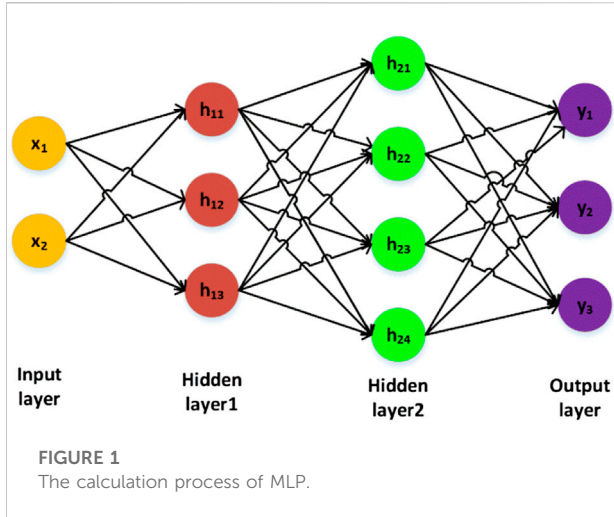 h21
h11
y1
x1
h22
h12
y2
x2
h23
h13
y3
h24
Input
layer
Hidden
layer1
Hidden
layer2
Output
layer
FIGURE 1
The calculation process of MLP.